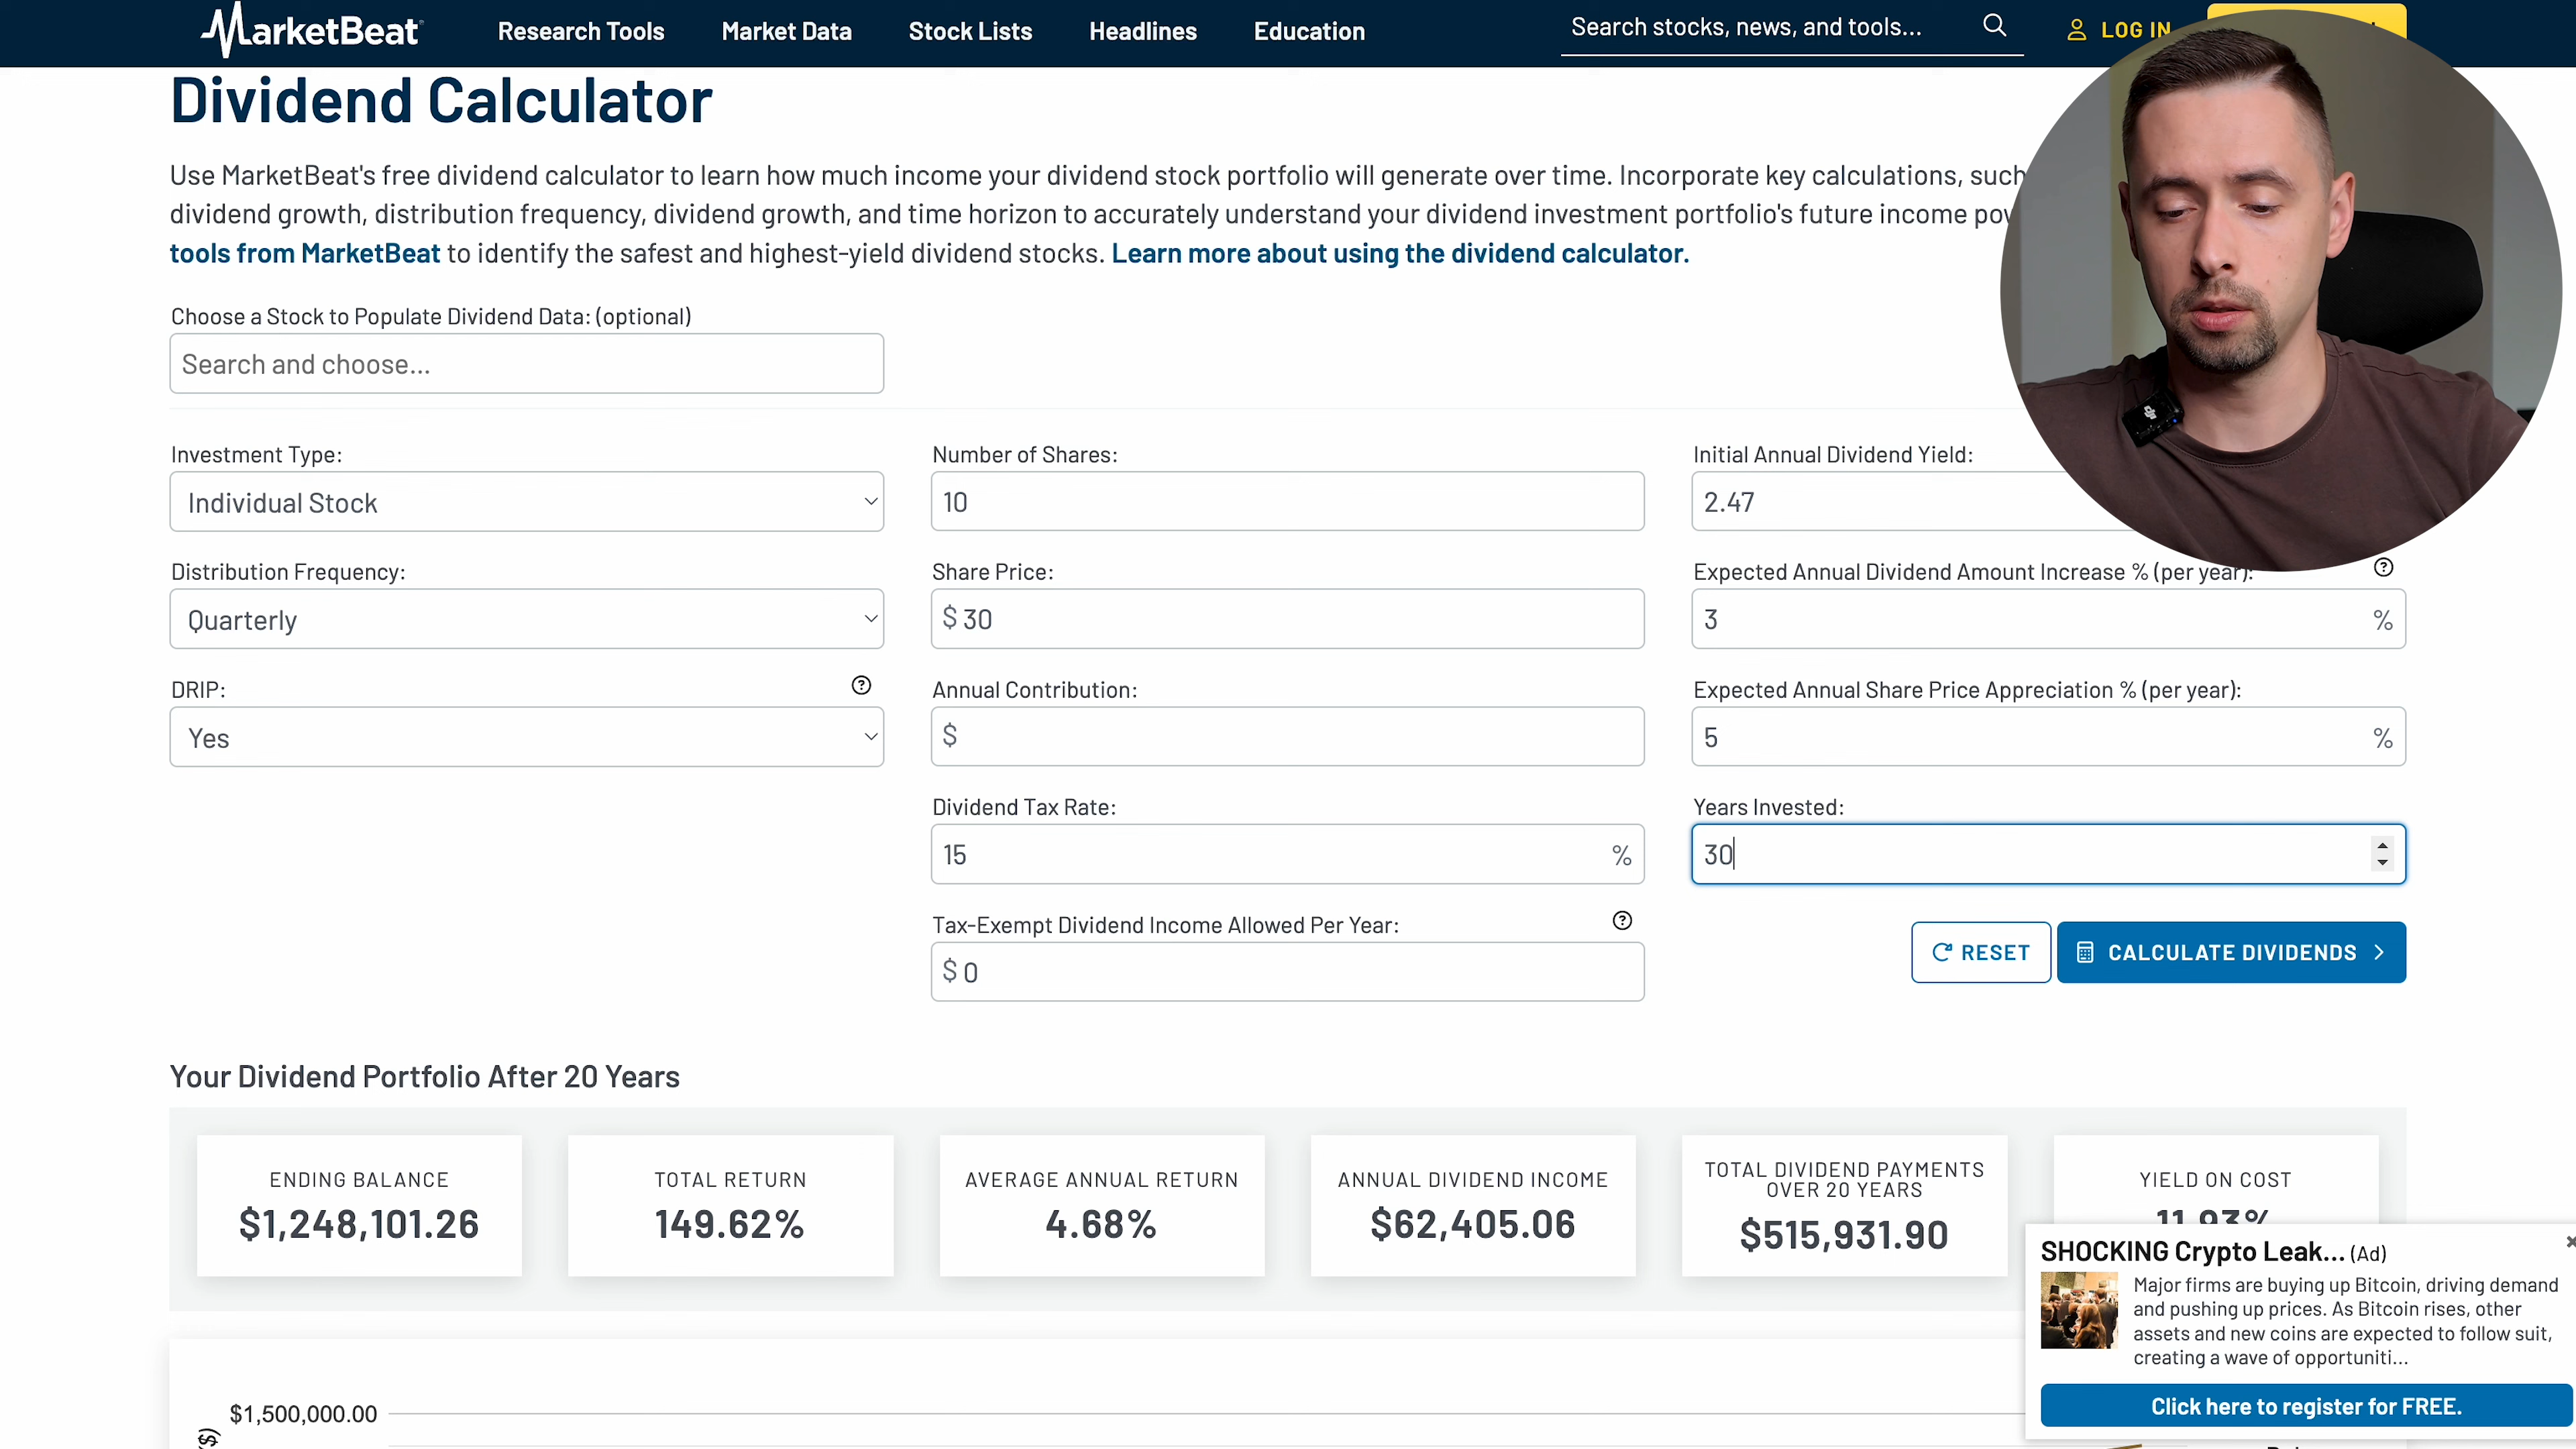 MarketBeat
Research Tools
Market Data
Stock Lists
Headlines
Education
Search stocks, news, and tools...
LOG IN
Dividend Calculator
Use MarketBeat's free dividend calculator to learn how much income your dividend stock portfolio will generate over time. Incorporate key calculations, such
dividend growth, distribution frequency, dividend growth, and time horizon to accurately understand your dividend investment portfolio's future income
tools from MarketBeat to identify the safest and highest-yield dividend stocks. Learn more about using the dividend calculator.
Choose a Stock to Populate Dividend Data: (optional)
Search and choose...
Investment Type:
Individual Stock
Number of Shares:
10
Initial Annual Dividend Yield:
2.47
Distribution Frequency:
Quarterly
Share Price:
$ 30
Expected Annual Dividend Amount Increase % (per year):
3 %
DRIP:
Yes
Annual Contribution:
$
Expected Annual Share Price Appreciation % (per year):
5 %
Dividend Tax Rate:
15 %
Years Invested:
30
Tax-Exempt Dividend Income Allowed Per Year:
$ 0
RESET
CALCULATE DIVIDENDS
Your Dividend Portfolio After 20 Years
ENDING BALANCE
$1,248,101.26
TOTAL RETURN
149.62%
AVERAGE ANNUAL RETURN
4.68%
ANNUAL DIVIDEND INCOME
$62,405.06
TOTAL DIVIDEND PAYMENTS
OVER 20 YEARS
$515,931.90
YIELD ON COST
11.93%
SHOCKING Crypto Leak... (Ad)
Major firms are buying up Bitcoin, driving demand
and pushing up prices. As Bitcoin rises, other
assets and new coins are expected to follow suit,
creating a wave of opportuniti...
Click here to register for FREE.
$1,500,000.00
($)